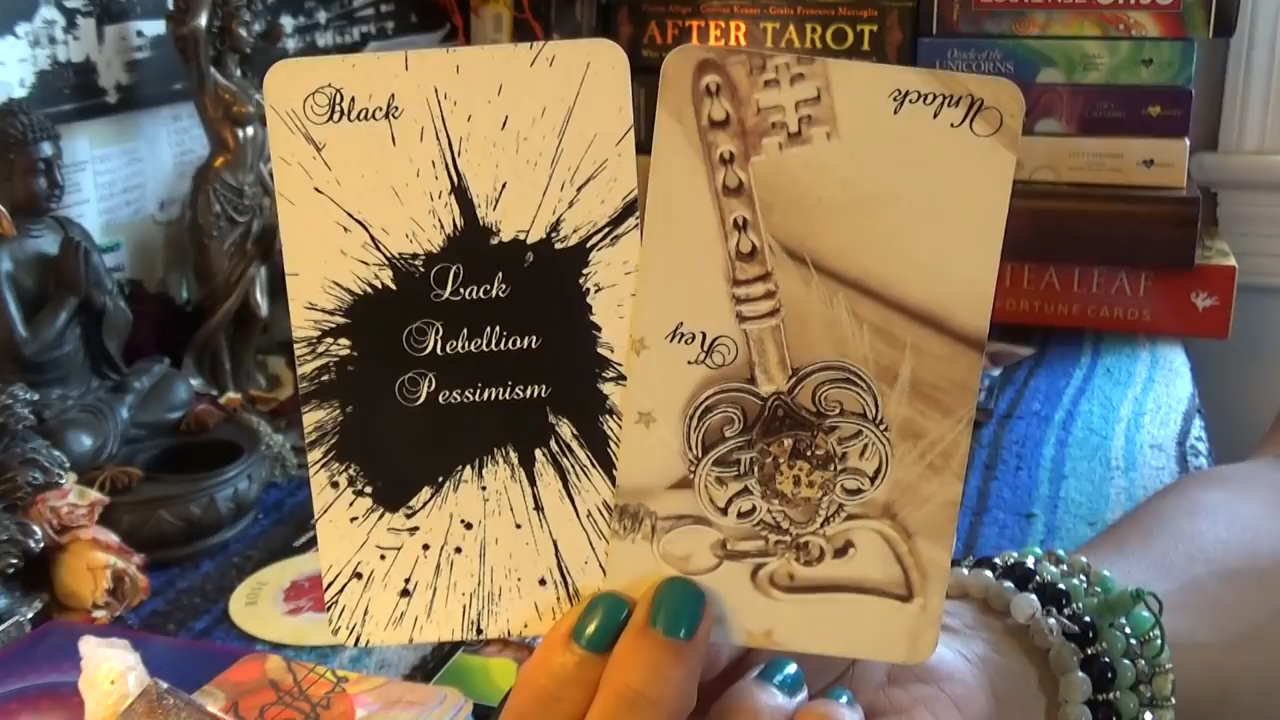 Black
Lack
Rebellion
Pessimism
Unlock
Key
AFTER TAROT
Oracle of the
UNICORNS
TEA LEAF
FORTUNE CARDS